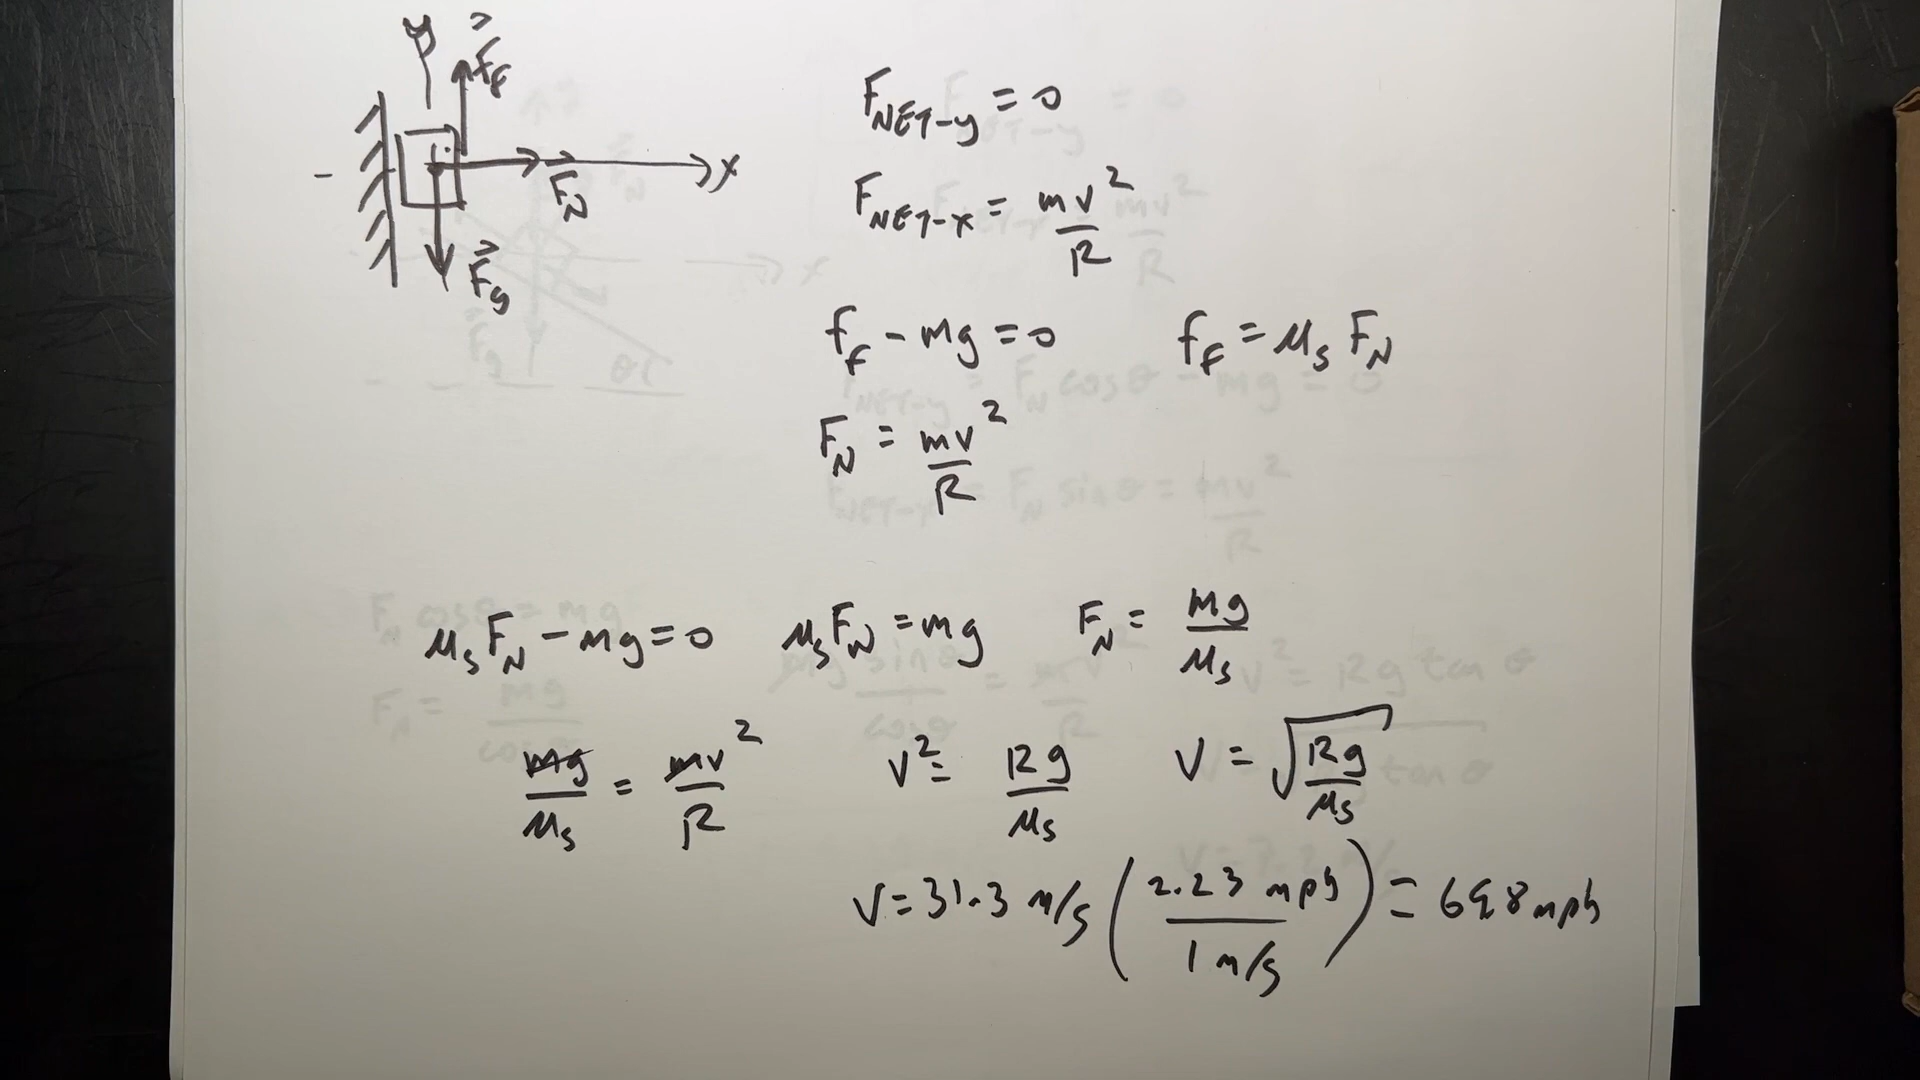 y
F_f
x
F_N
F_g
F_NET-y = 0
F_NET-x = mv²/R
f_f - mg = 0    f_f = μ_s F_N
F_N = mv²/R
μ_s F_N - mg = 0    μ_s F_N = mg    F_N = mg/μ_s
mg/μ_s = mv²/R    v² = Rg/μ_s    V = √(Rg/μ_s)
V = 31.3 m/s (2.23 mph / 1 m/s) = 69.8 mph